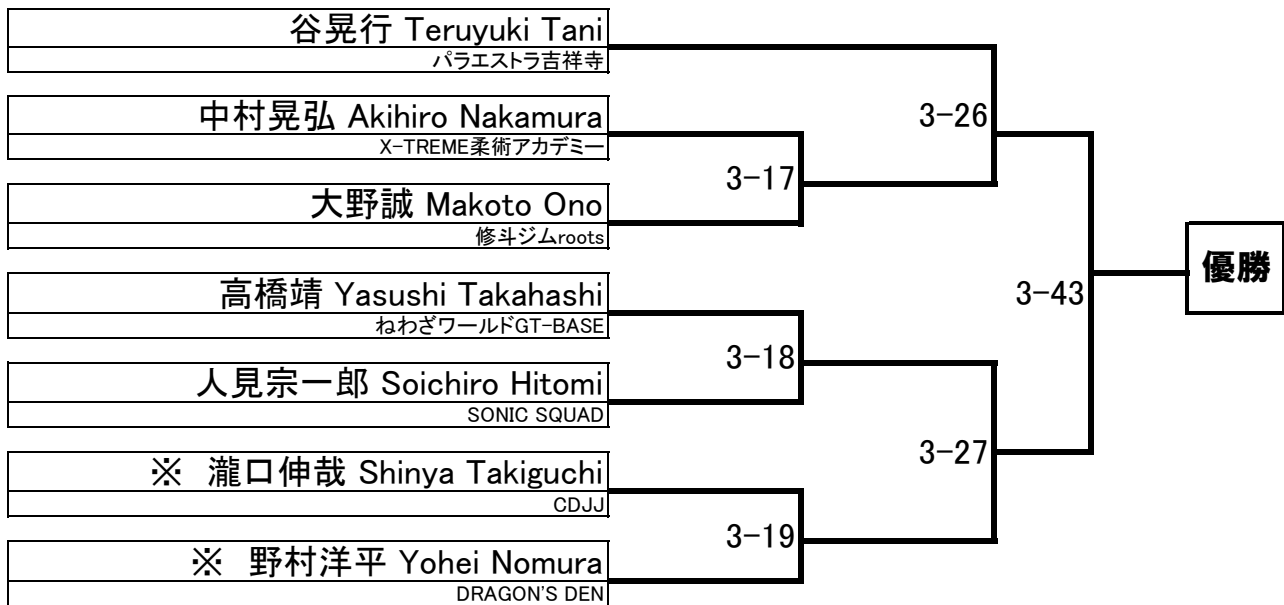 谷晃行 Teruyuki Tani
パラエストラ吉祥寺
中村晃弘 Akihiro Nakamura
X-TREME柔術アカデミー
大野誠 Makoto Ono
修斗ジムroots
高橋靖 Yasushi Takahashi
ねわざワールドGT-BASE
人見宗一郎 Soichiro Hitomi
SONIC SQUAD
※ 瀧口伸哉 Shinya Takiguchi
CDJJ
※ 野村洋平 Yohei Nomura
DRAGON'S DEN
3-17
3-18
3-19
3-26
3-27
3-43
優勝